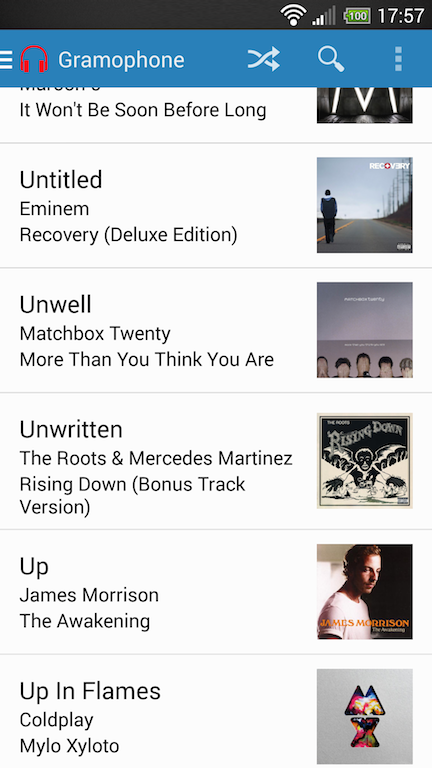 100 17:57
Gramophone
Maroon 5
It Won't Be Soon Before Long
Untitled
Eminem
Recovery (Deluxe Edition)
RECOVERY
Unwell
Matchbox Twenty
More Than You Think You Are
MATCHBOX TWENTY
Unwritten
The Roots & Mercedes Martinez
Rising Down (Bonus Track
Version)
THE ROOTS
RISING DOWN
Up
James Morrison
The Awakening
JAMES MORRISON
The Awakening
Up In Flames
Coldplay
Mylo Xyloto